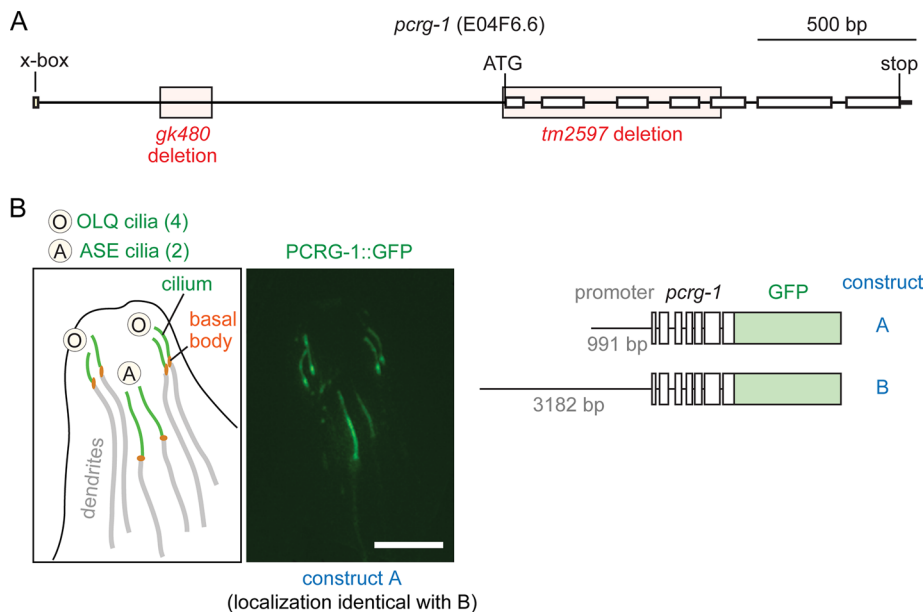 A
pcrg-1 (E04F6.6)
500 bp
x-box
ATG
stop
gk480
deletion
tm2597 deletion
B
O OLQ cilia (4)
A ASE cilia (2)
PCRG-1::GFP
cilium
basal
body
O
O
A
dendrites
construct A
(localization identical with B)
promoter
pcrg-1
GFP
construct
991 bp
A
3182 bp
B